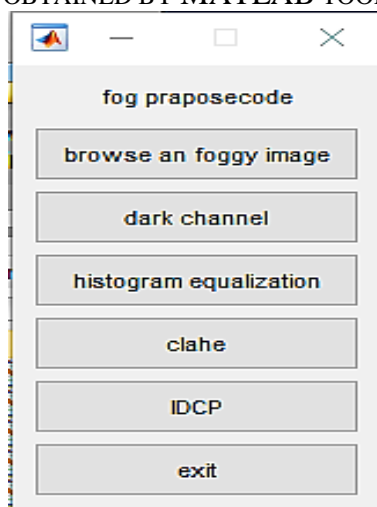 OBTAINED BY MATLAB TOOL
fog praposecode
browse an foggy image
dark channel
histogram equalization
clahe
IDCP
exit